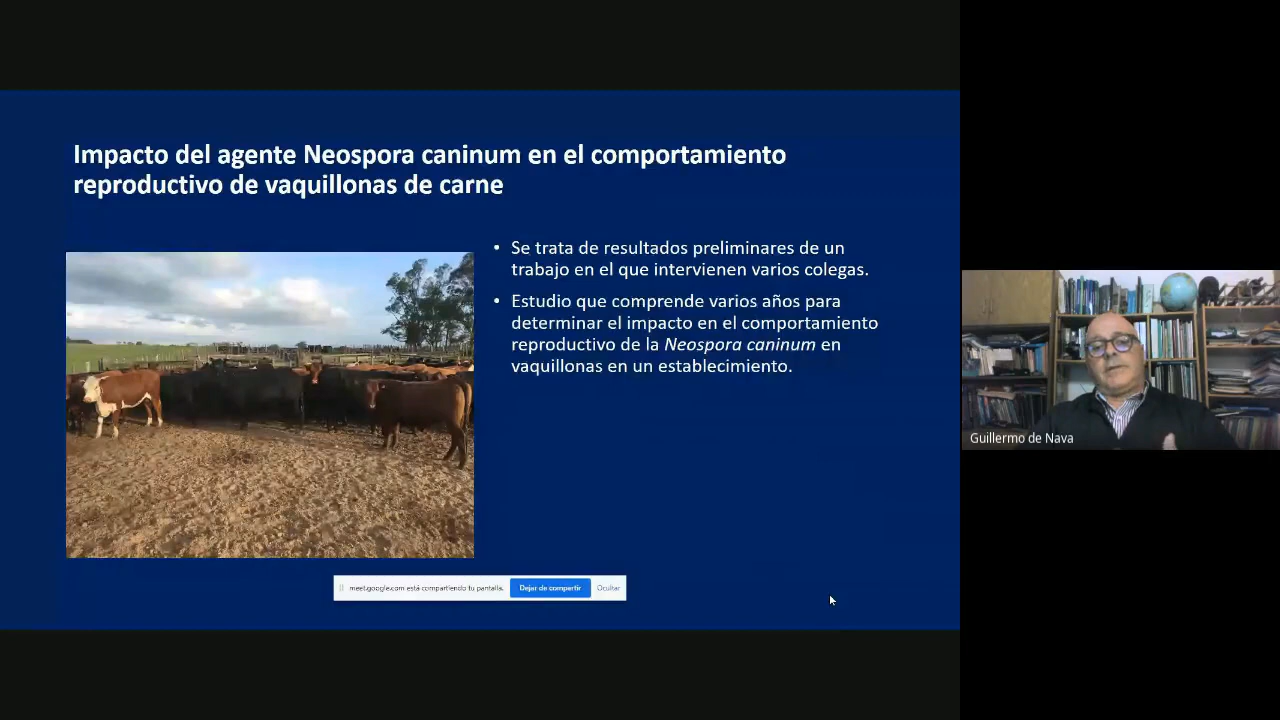 Impacto del agente Neospora caninum en el comportamiento
reproductivo de vaquillonas de carne
• Se trata de resultados preliminares de un
trabajo en el que intervienen varios colegas.
• Estudio que comprende varios años para
determinar el impacto en el comportamiento
reproductivo de la Neospora caninum en
vaquillonas en un establecimiento.
meet.google.com está compartiendo tu pantalla. Dejar de compartir Ocultar
Guillermo de Nava